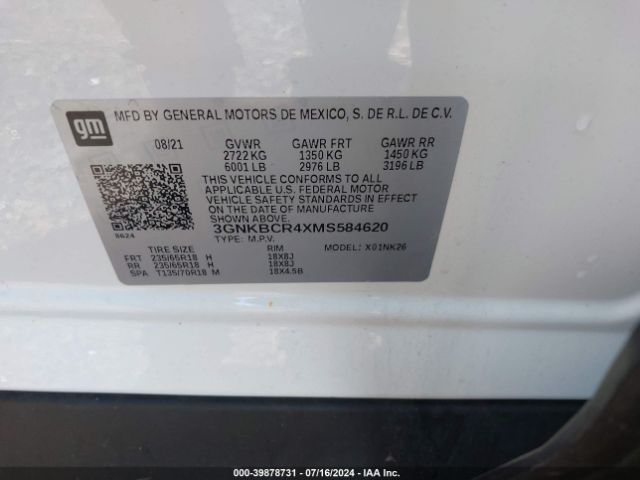 gm
MFD BY GENERAL MOTORS DE MEXICO, S. DE R.L. DE C.V.
08/21 GVWR GAWR FRT GAWR RR
2722 KG 1350 KG 1450 KG
6001 LB 2976 LB 3196 LB
THIS VEHICLE CONFORMS TO ALL
APPLICABLE U.S. FEDERAL MOTOR
VEHICLE SAFETY STANDARDS IN EFFECT
ON THE DATE OF MANUFACTURE
SHOWN ABOVE.
8624
3GNKBCR4XMS584620
TYPE: M.P.V.
TIRE SIZE RIM MODEL: X01NK26
FRT 235/65R18 H 18X8J
RR 235/65R18 H 18X8J
SPA T135/70R18 M 18X4.5B
000-39878731 - 07/16/2024 - IAA Inc.